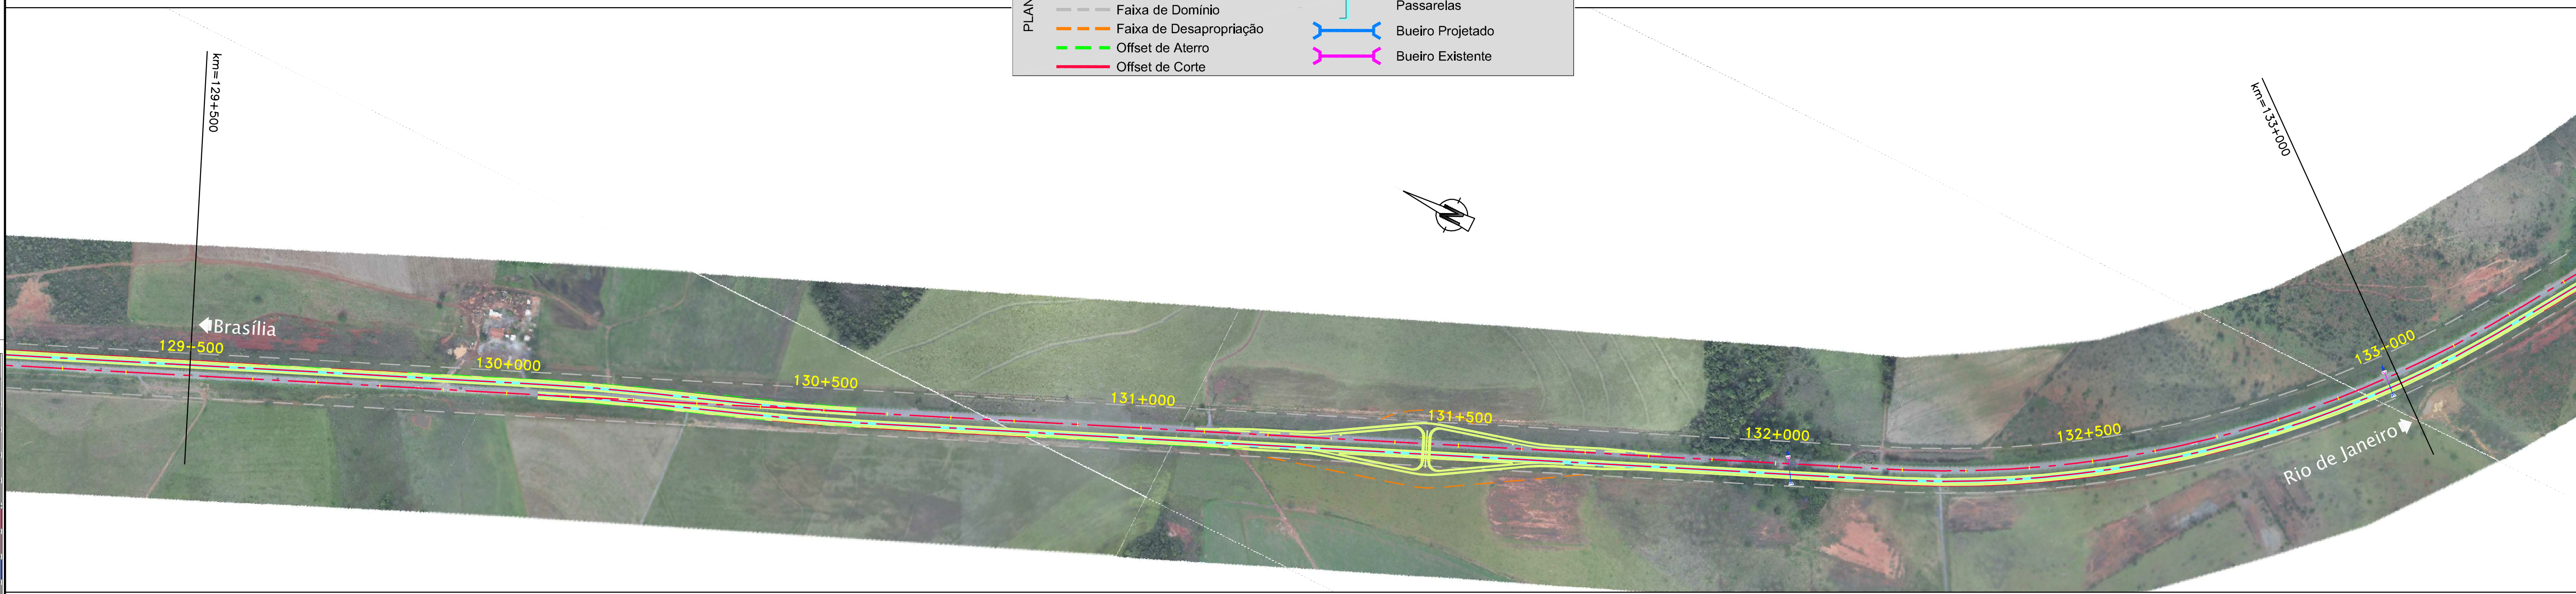 PLAN
Faixa de Domínio
Faixa de Desapropriação
Offset de Aterro
Offset de Corte
Passarelas
Bueiro Projetado
Bueiro Existente
km=129+500
km=133+000
N
Brasília
129+500
130+000
130+500
131+000
131+500
132+000
132+500
133+000
Rio de Janeiro